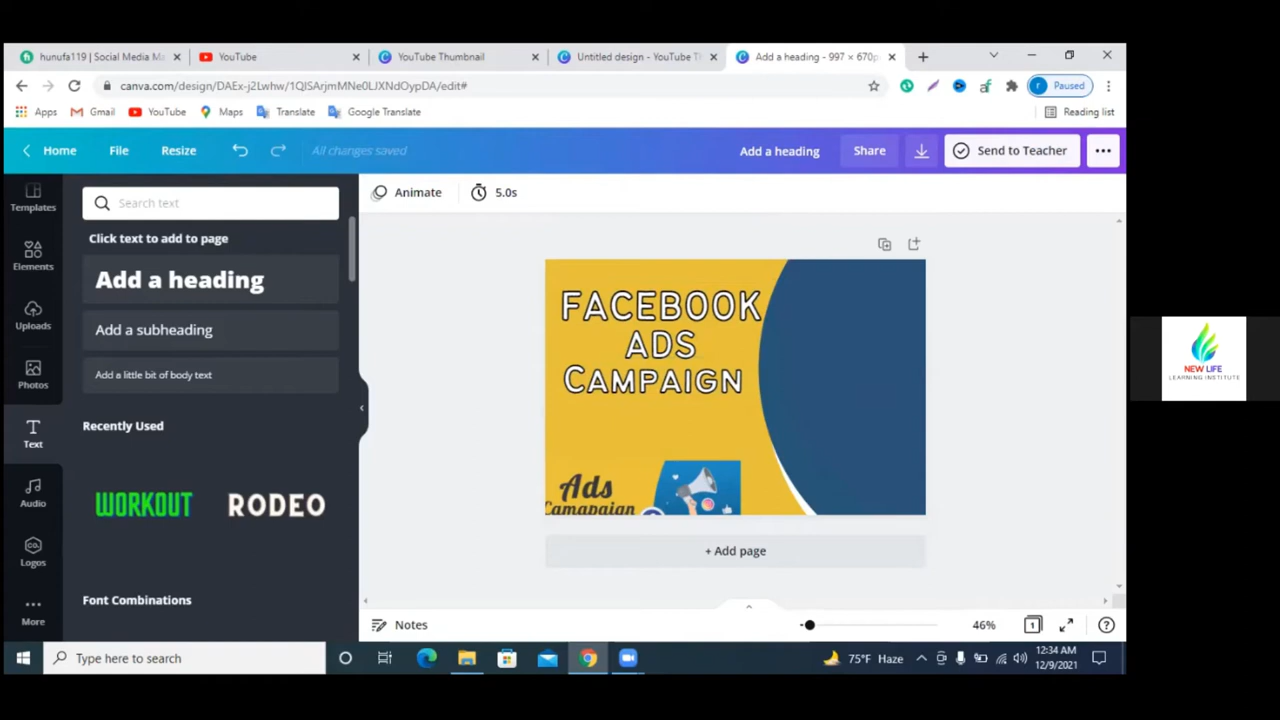 hunufa119 | Social Media Ma
YouTube
YouTube Thumbnail
Untitled design - YouTube T
Add a heading - 997 × 670p
canva.com/design/DAEx-j2Lwhw/1QlSArjmMNe0LJXNdOypDA/edit#
Paused
Apps
Gmail
YouTube
Maps
Translate
Google Translate
Reading list
Home
File
Resize
All changes saved
Add a heading
Share
Send to Teacher
Templates
Elements
Uploads
Photos
Text
Audio
Logos
More
Search text
Click text to add to page
Add a heading
Add a subheading
Add a little bit of body text
Recently Used
WORKOUT
RODEO
Font Combinations
Animate
5.0s
FACEBOOK
ADS
CAMPAIGN
Ads
Camapaign
+ Add page
Notes
46%
1
NEW LIFE
LEARNING INSTITUTE
Type here to search
75°F Haze
12:34 AM
12/9/2021